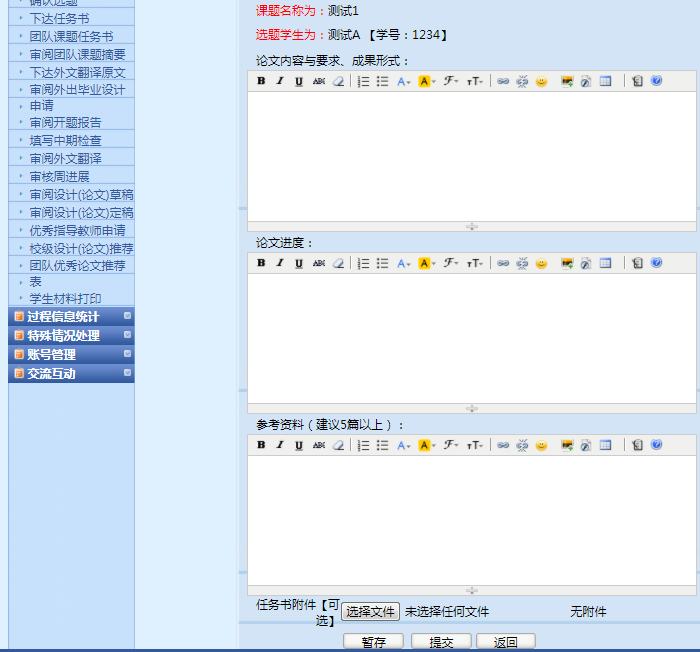 确认选题
下达任务书
团队课题任务书
审阅团队课题摘要
下达外文翻译原文
审阅外出毕业设计
申请
审阅开题报告
填写中期检查
审阅外文翻译
审核周进展
审阅设计(论文)草稿
审阅设计(论文)定稿
优秀指导教师申请
校级设计(论文)推荐
团队优秀论文推荐
表
学生材料打印
过程信息统计
特殊情况处理
账号管理
交流互动
课题名称为：测试1
选题学生为：测试A 【学号：1234】
论文内容与要求、成果形式：
B I U ABC A A F TT
论文进度：
B I U ABC A A F TT
参考资料（建议5篇以上）：
B I U ABC A A F TT
任务书附件【可
选】
选择文件 未选择任何文件 无附件
暂存 提交 返回